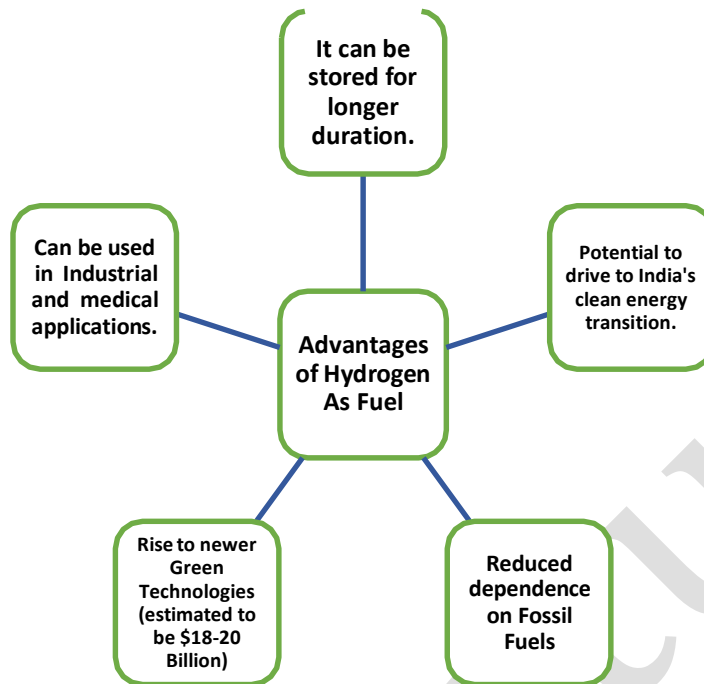 It can be
stored for
longer
duration.
Can be used
in Industrial
and medical
applications.
Potential to
drive to India's
clean energy
transition.
Advantages
of Hydrogen
As Fuel
Rise to newer
Green
Technologies
(estimated to
be $18-20
Billion)
Reduced
dependence
on Fossil
Fuels